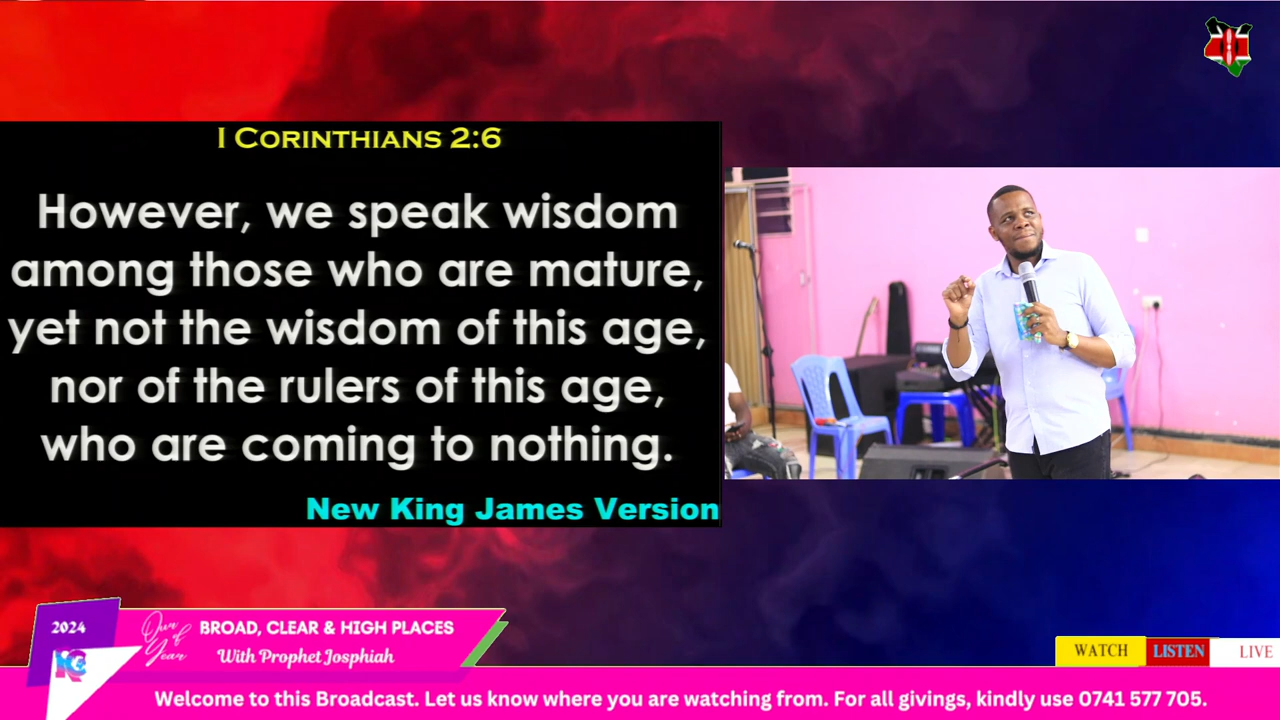 I Corinthians 2:6
However, we speak wisdom
among those who are mature,
yet not the wisdom of this age,
nor of the rulers of this age,
who are coming to nothing.
New King James Version
2024
Our
of
Year
BROAD, CLEAR & HIGH PLACES
With Prophet Josphiah
WATCH LISTEN LIVE
Welcome to this Broadcast. Let us know where you are watching from. For all givings, kindly use 0741 577 705.